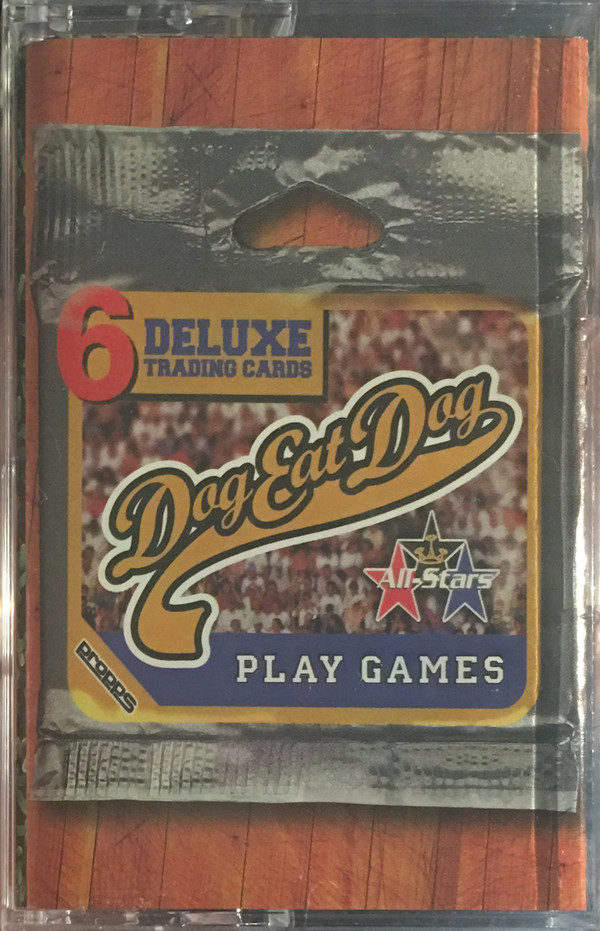 6
DELUXE
TRADING CARDS
Dog Eat Dog
All-Stars
PLAY GAMES
propps